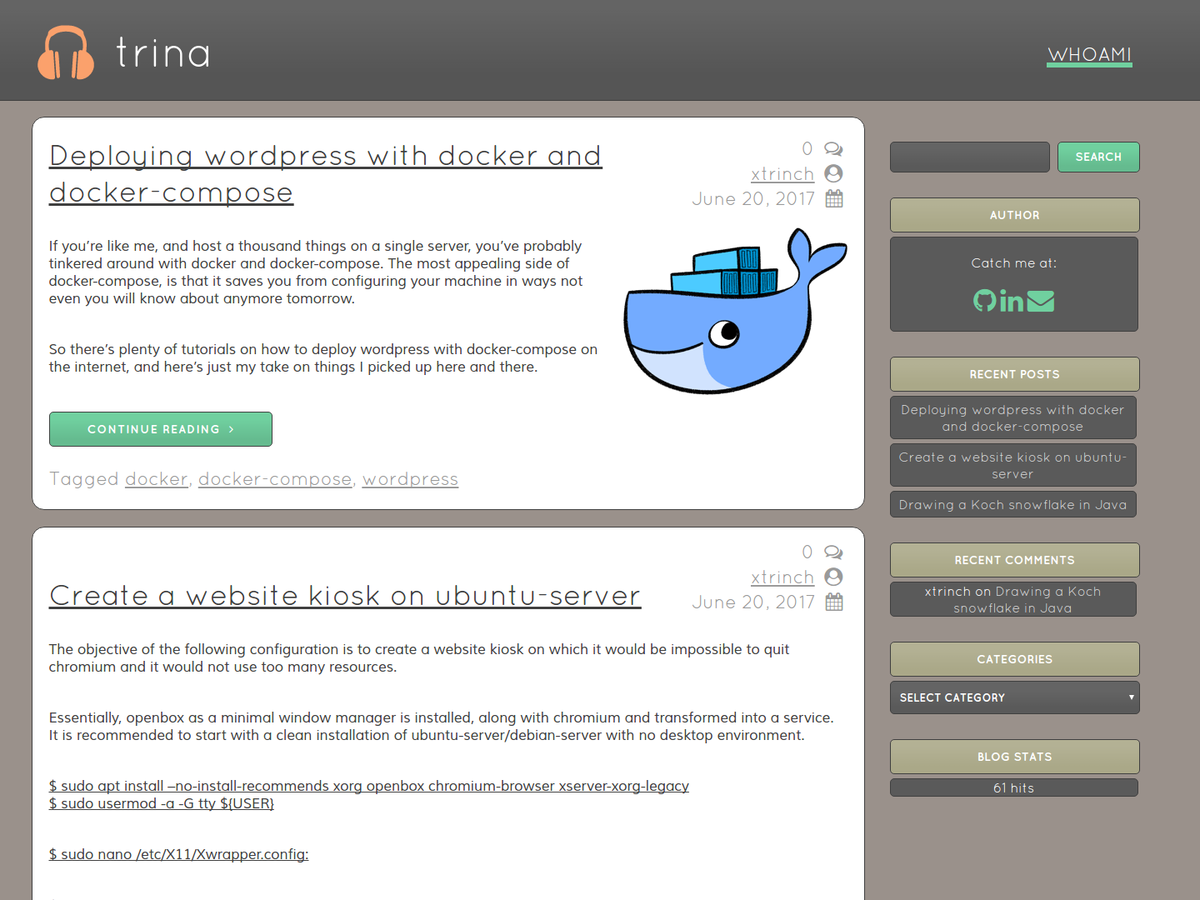 trina
WHOAMI
Deploying wordpress with docker and
docker-compose
0
xtrinch
June 20, 2017
If you’re like me, and host a thousand things on a single server, you’ve probably
tinkered around with docker and docker-compose. The most appealing side of
docker-compose, is that it saves you from configuring your machine in ways not
even you will know about anymore tomorrow.
So there’s plenty of tutorials on how to deploy wordpress with docker-compose on
the internet, and here’s just my take on things I picked up here and there.
CONTINUE READING >
Tagged docker, docker-compose, wordpress
Create a website kiosk on ubuntu-server
0
xtrinch
June 20, 2017
The objective of the following configuration is to create a website kiosk on which it would be impossible to quit
chromium and it would not use too many resources.
Essentially, openbox as a minimal window manager is installed, along with chromium and transformed into a service.
It is recommended to start with a clean installation of ubuntu-server/debian-server with no desktop environment.
$ sudo apt install –no-install-recommends xorg openbox chromium-browser xserver-xorg-legacy
$ sudo usermod -a -G tty ${USER}
$ sudo nano /etc/X11/Xwrapper.config:
SEARCH
AUTHOR
Catch me at:
in
RECENT POSTS
Deploying wordpress with docker
and docker-compose
Create a website kiosk on ubuntu-
server
Drawing a Koch snowflake in Java
RECENT COMMENTS
xtrinch on Drawing a Koch
snowflake in Java
CATEGORIES
SELECT CATEGORY
BLOG STATS
61 hits